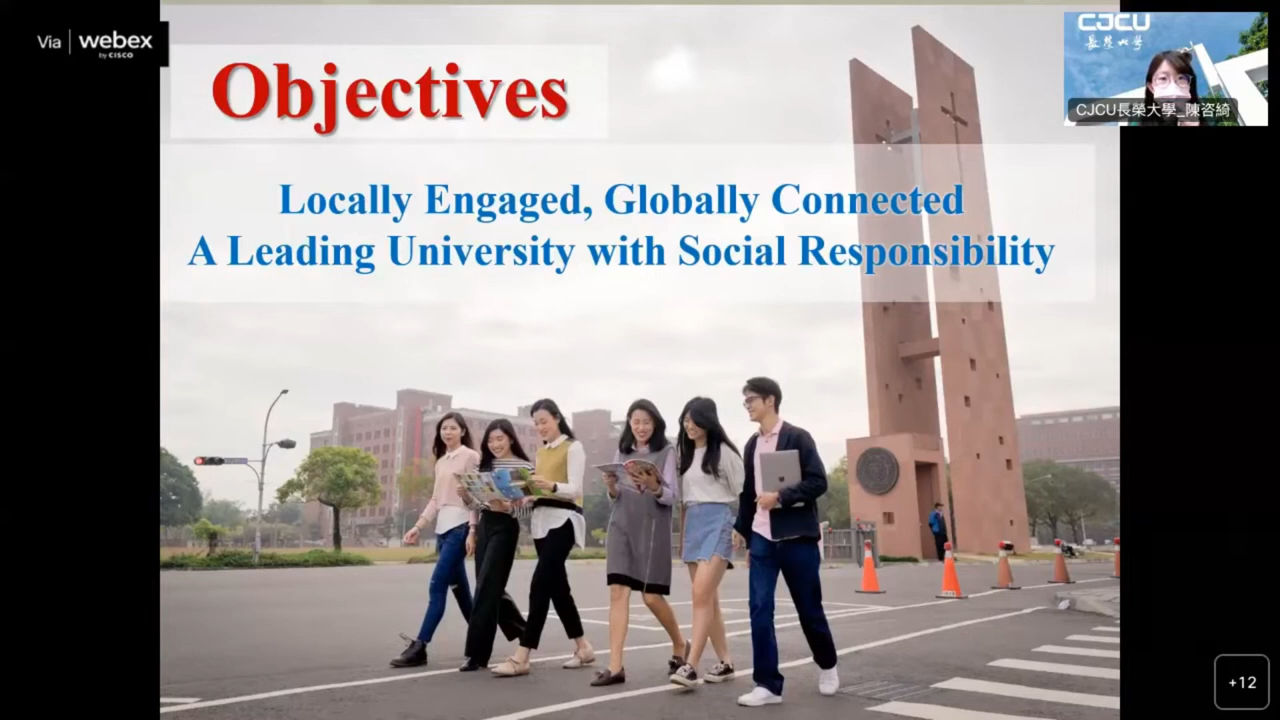 Via webex
by CISCO
Objectives
Locally Engaged, Globally Connected
A Leading University with Social Responsibility
CJCU
長榮大學
CJCU長榮大學_陳咨綺
+12